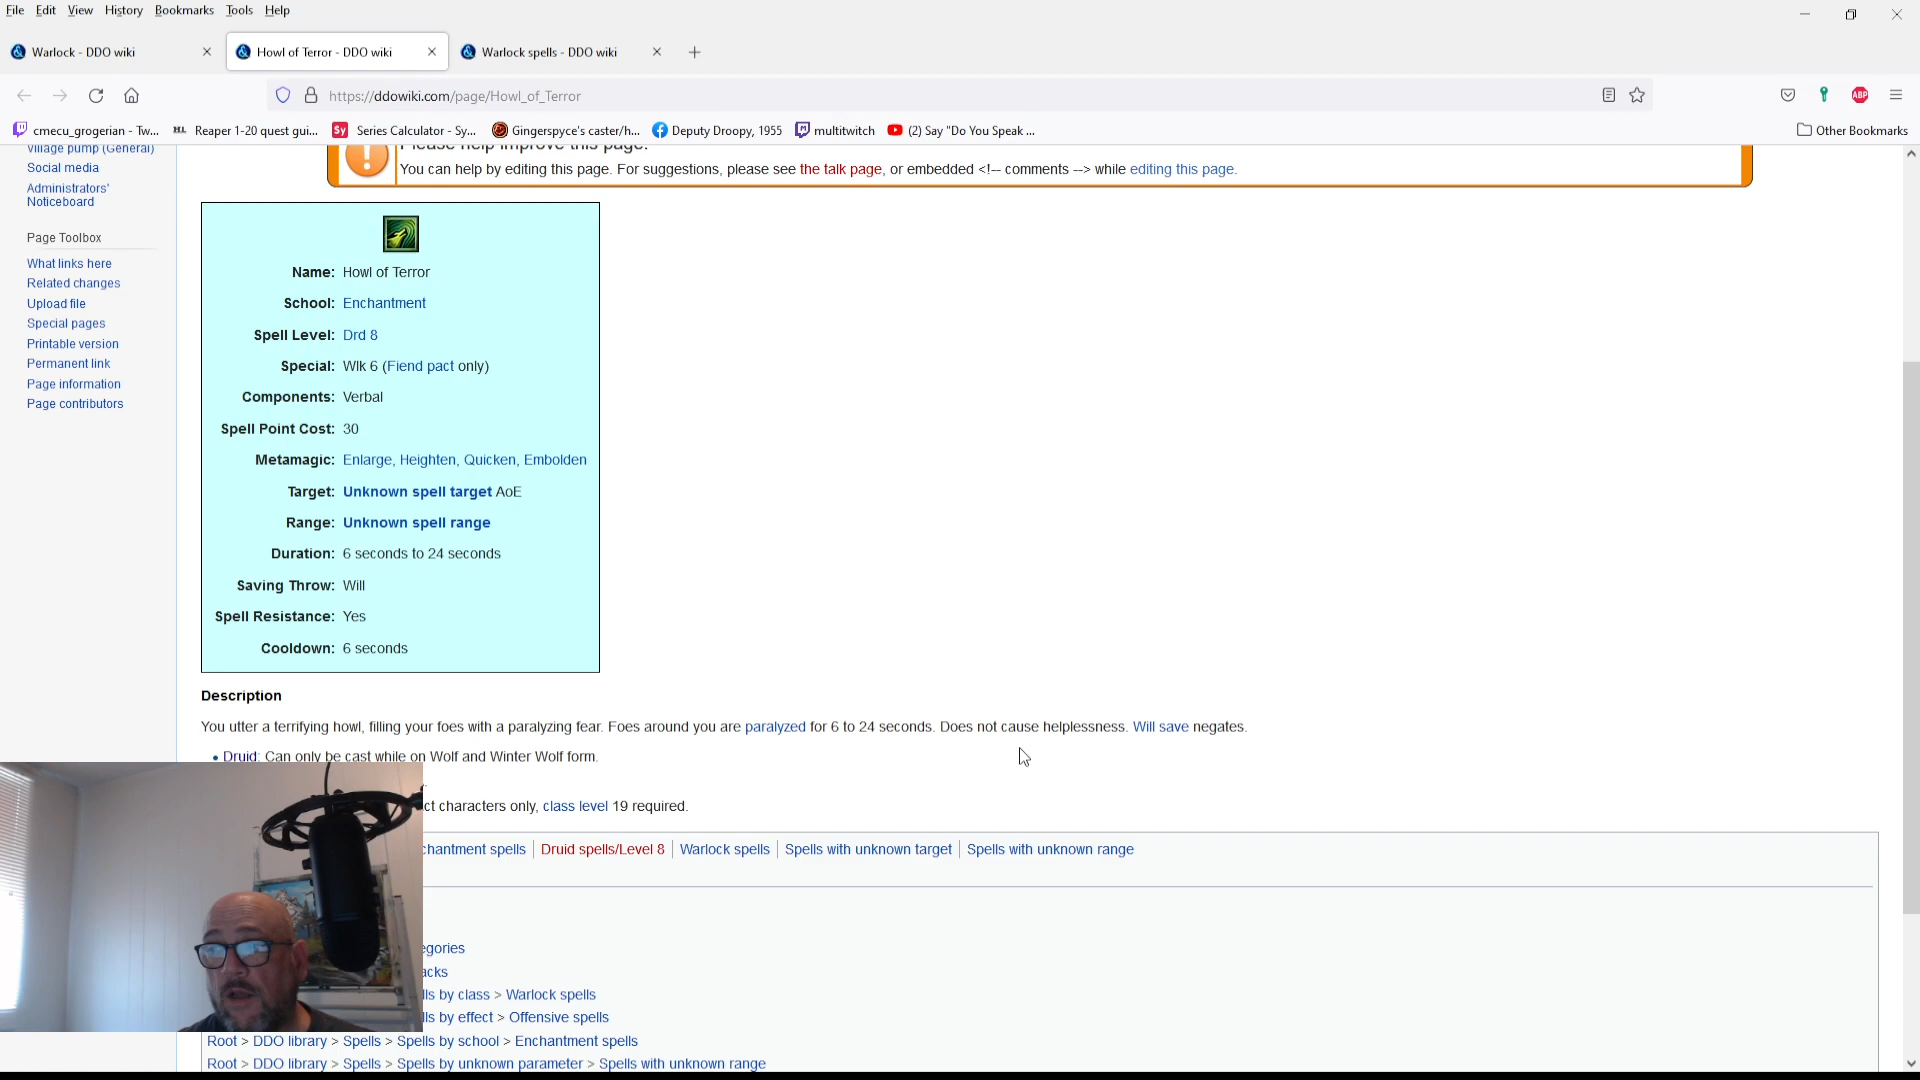 File Edit View History Bookmarks Tools Help
Warlock - DDO wiki
Howl of Terror - DDO wiki
Warlock spells - DDO wiki
https://ddowiki.com/page/Howl_of_Terror
ABP
cmecu_grogerian - Tw...
Reaper 1-20 quest gui...
Sy Series Calculator - Sy...
Gingerspyce's caster/h...
Deputy Droopy, 1955
multitwitch
(2) Say "Do You Speak ...
Other Bookmarks
Village pump (General)
Social media
Administrators'
Noticeboard
Page Toolbox
What links here
Related changes
Upload file
Special pages
Printable version
Permanent link
Page information
Page contributors
Please help improve this page.
You can help by editing this page. For suggestions, please see the talk page, or embedded <!-- comments --> while editing this page.
Name: Howl of Terror
School: Enchantment
Spell Level: Drd 8
Special: Wlk 6 (Fiend pact only)
Components: Verbal
Spell Point Cost: 30
Metamagic: Enlarge, Heighten, Quicken, Embolden
Target: Unknown spell target AoE
Range: Unknown spell range
Duration: 6 seconds to 24 seconds
Saving Throw: Will
Spell Resistance: Yes
Cooldown: 6 seconds
Description
You utter a terrifying howl, filling your foes with a paralyzing fear. Foes around you are paralyzed for 6 to 24 seconds. Does not cause helplessness. Will save negates.
• Druid: Can only be cast while on Wolf and Winter Wolf form.
ct characters only, class level 19 required.
chantment spells | Druid spells/Level 8 | Warlock spells | Spells with unknown target | Spells with unknown range
egories
acks
lls by class > Warlock spells
lls by effect > Offensive spells
Root > DDO library > Spells > Spells by school > Enchantment spells
Root > DDO library > Spells > Spells by unknown parameter > Spells with unknown range